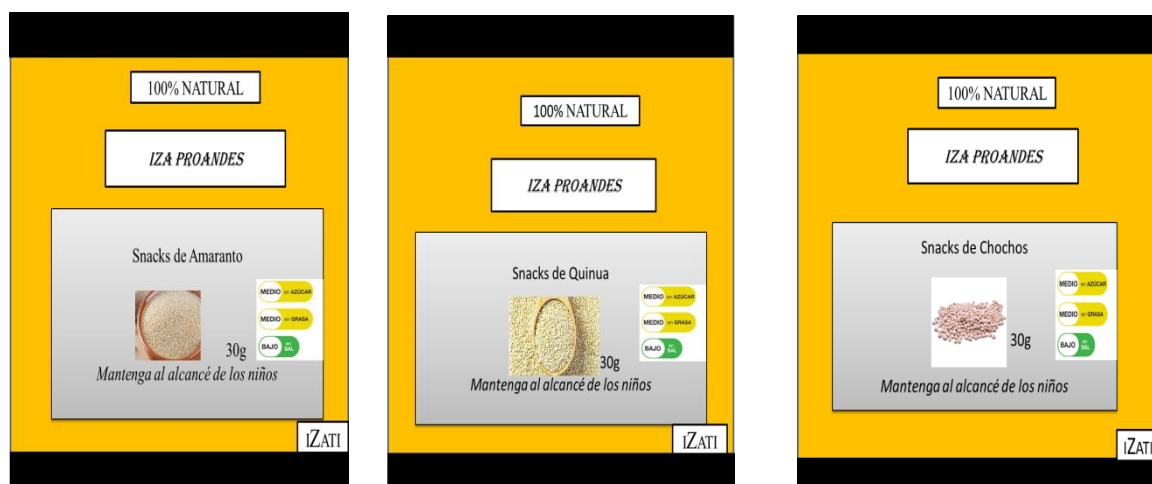 100% NATURAL
IZA PROANDES
Snacks de Amaranto
MEDIO en AZÚCAR
MEDIO en GRASA
BAJO en SAL
30g
Mantenga al alcancé de los niños
IZATI
100% NATURAL
IZA PROANDES
Snacks de Quinua
MEDIO en AZÚCAR
MEDIO en GRASA
BAJO en SAL
30g
Mantenga al alcancé de los niños
IZATI
100% NATURAL
IZA PROANDES
Snacks de Chochos
MEDIO en AZÚCAR
MEDIO en GRASA
BAJO en SAL
30g
Mantenga al alcancé de los niños
IZATI